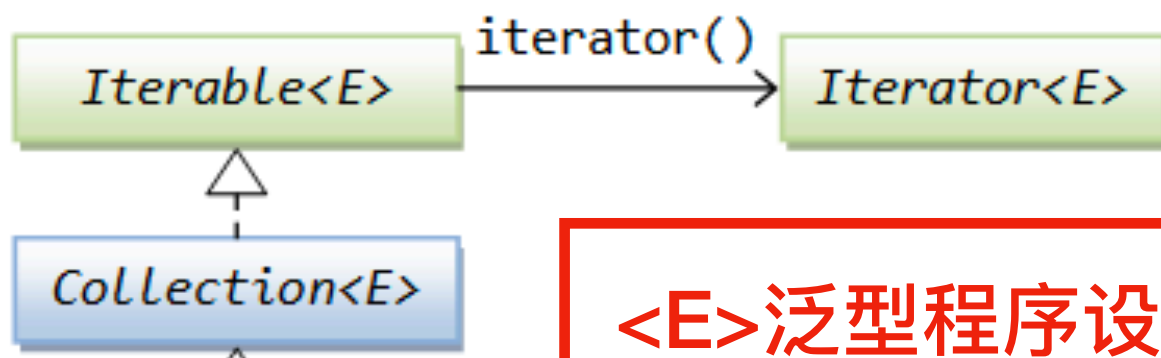 iterator()
Iterable<E>
Iterator<E>
Collection<E>
<E>泛型程序设